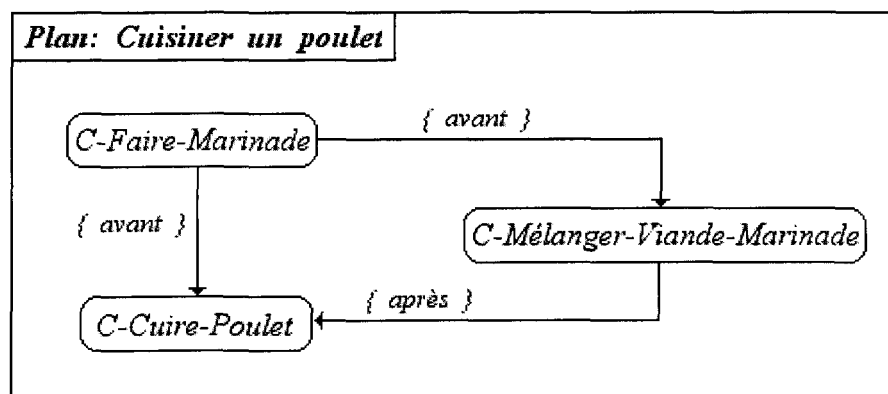 Plan: Cuisiner un poulet
C-Faire-Marinade
{ avant }
{ avant }
C-Mélanger-Viande-Marinade
{ après }
C-Cuire-Poulet